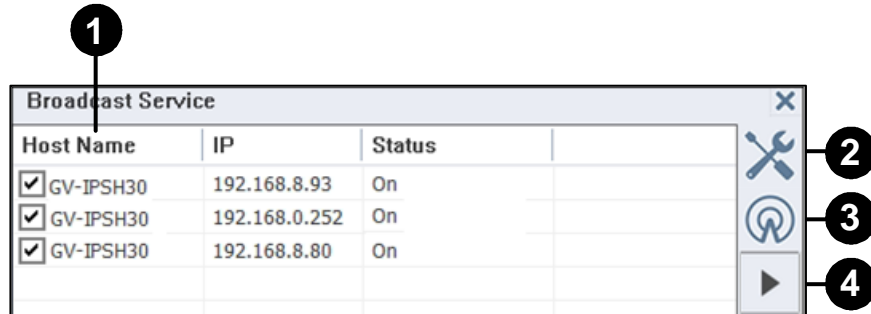 1
Broadcast Service
Host Name IP Status
GV-IPSH30 192.168.8.93 On
GV-IPSH30 192.168.0.252 On
GV-IPSH30 192.168.8.80 On
2
3
4